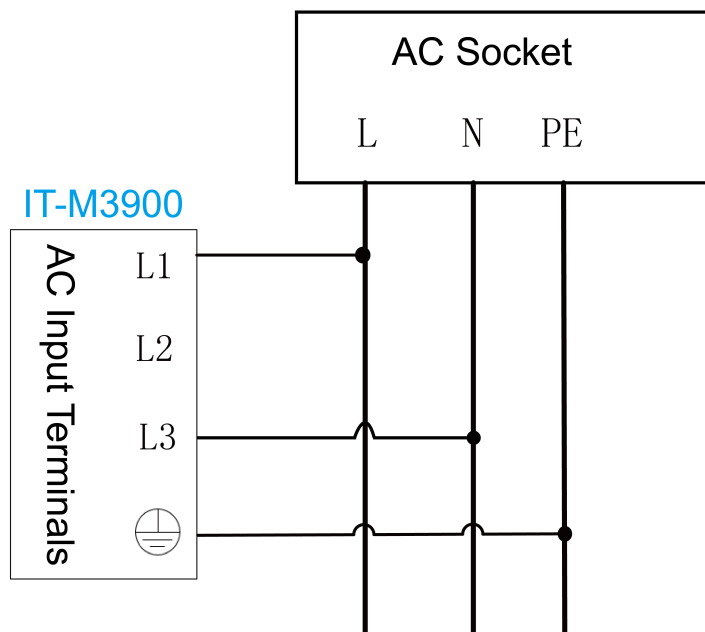 AC Socket
L N PE
IT-M3900
AC Input Terminals
L1
L2
L3